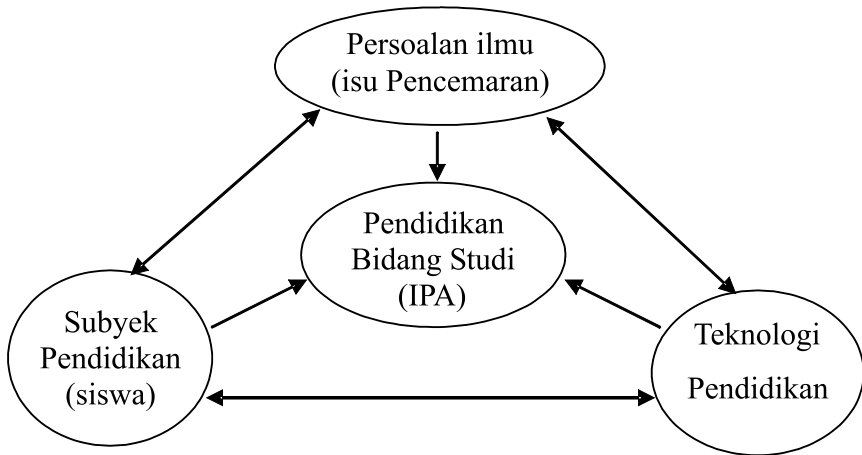 Persoalan ilmu
(isu Pencemaran)
Pendidikan
Bidang Studi
(IPA)
Subyek
Pendidikan
(siswa)
Teknologi
Pendidikan